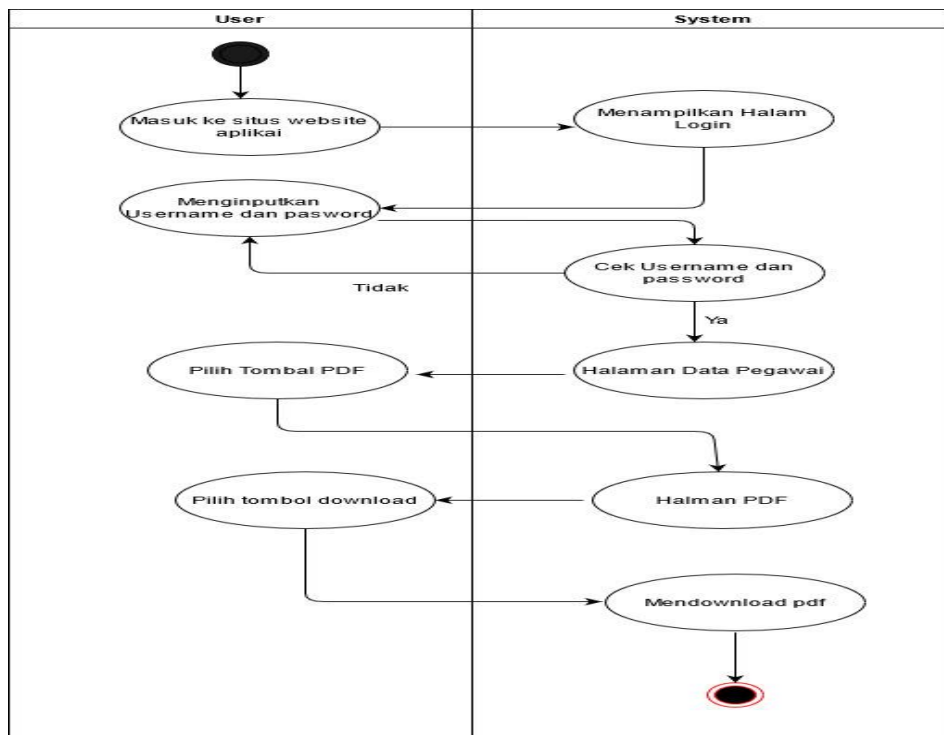 User
System
Masuk ke situs website
aplikai
Menampilkan Halam
Login
Menginputkan
Username dan pasword
Cek Username dan
password
Tidak
Ya
Halaman Data Pegawai
Pilih Tombal PDF
Halman PDF
Pilih tombol download
Mendownload pdf